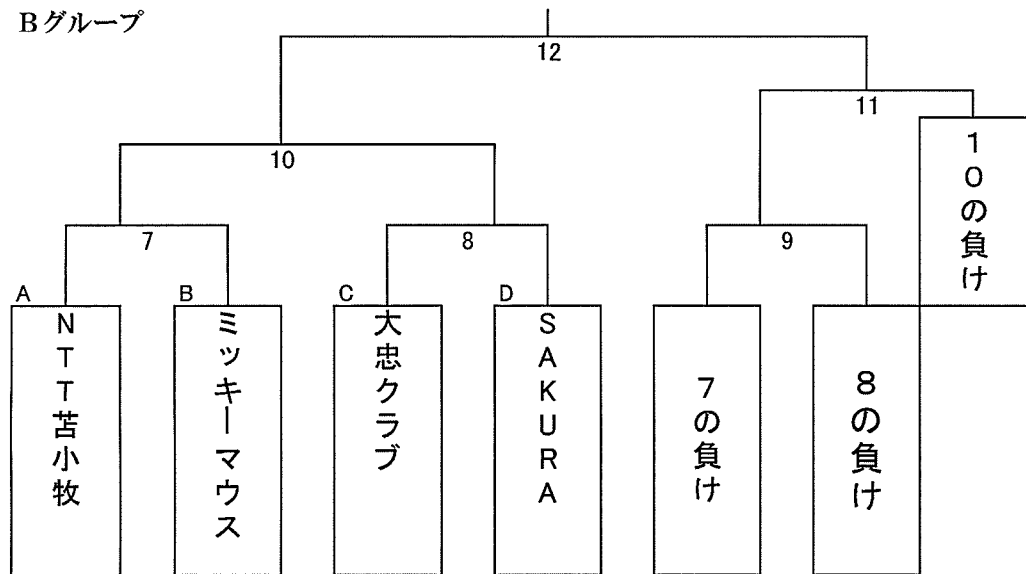 Bグループ
12
11
10
10の負け
7
8
9
A
B
C
D
NTT苫小牧
ミッキーマウス
大忠クラブ
SAKURA
7の負け
8の負け